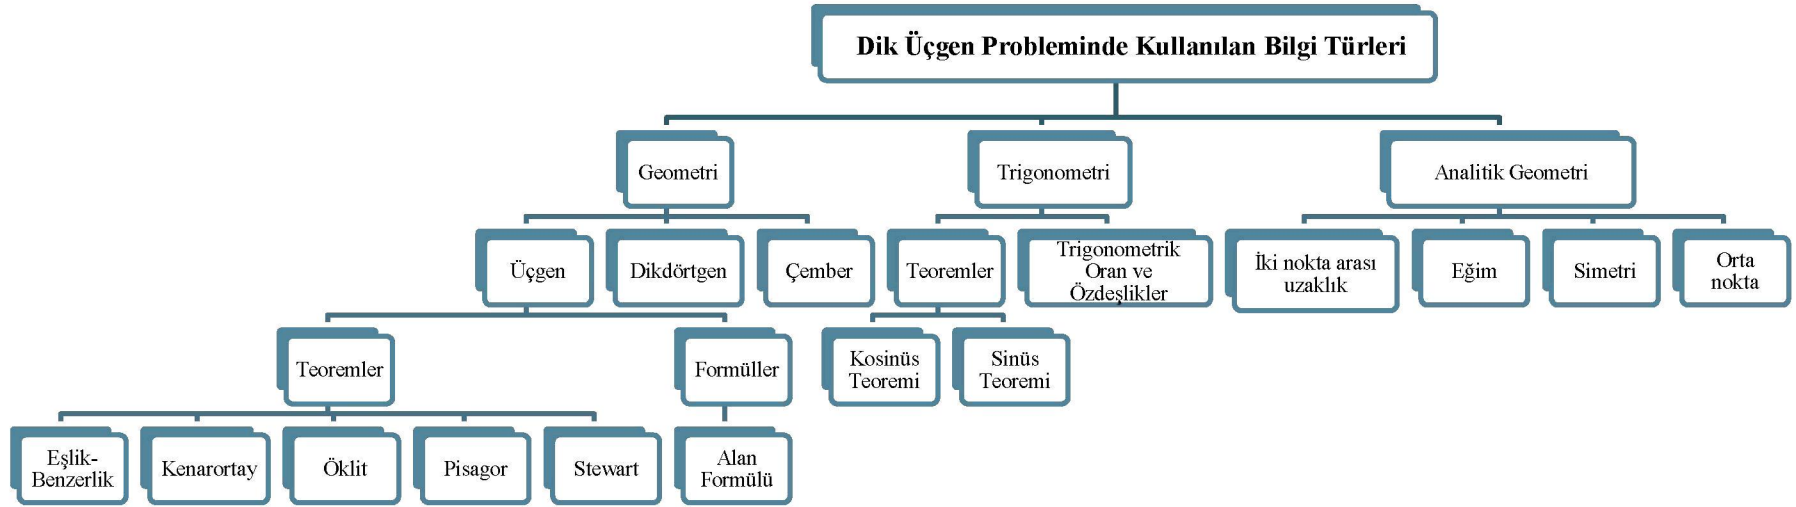 Dik Üçgen Probleminde Kullanılan Bilgi Türleri
Geometri
Trigonometri
Analitik Geometri
Üçgen
Dikdörtgen
Çember
Teoremler
Trigonometrik
Oran ve
Özdeşlikler
İki nokta arası
uzaklık
Eğim
Simetri
Orta
nokta
Teoremler
Formüller
Kosinüs
Teoremi
Sinüs
Teoremi
Eşlik-
Benzerlik
Kenarortay
Öklit
Pisagor
Stewart
Alan
Formülü